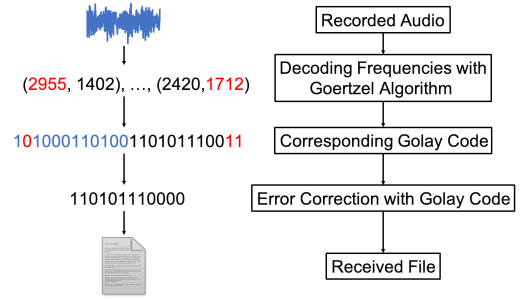 Recorded Audio
(2955, 1402), …, (2420,1712)
Decoding Frequencies with
Goertzel Algorithm
101000110100110101110011
Corresponding Golay Code
110101110000
Error Correction with Golay Code
Received File